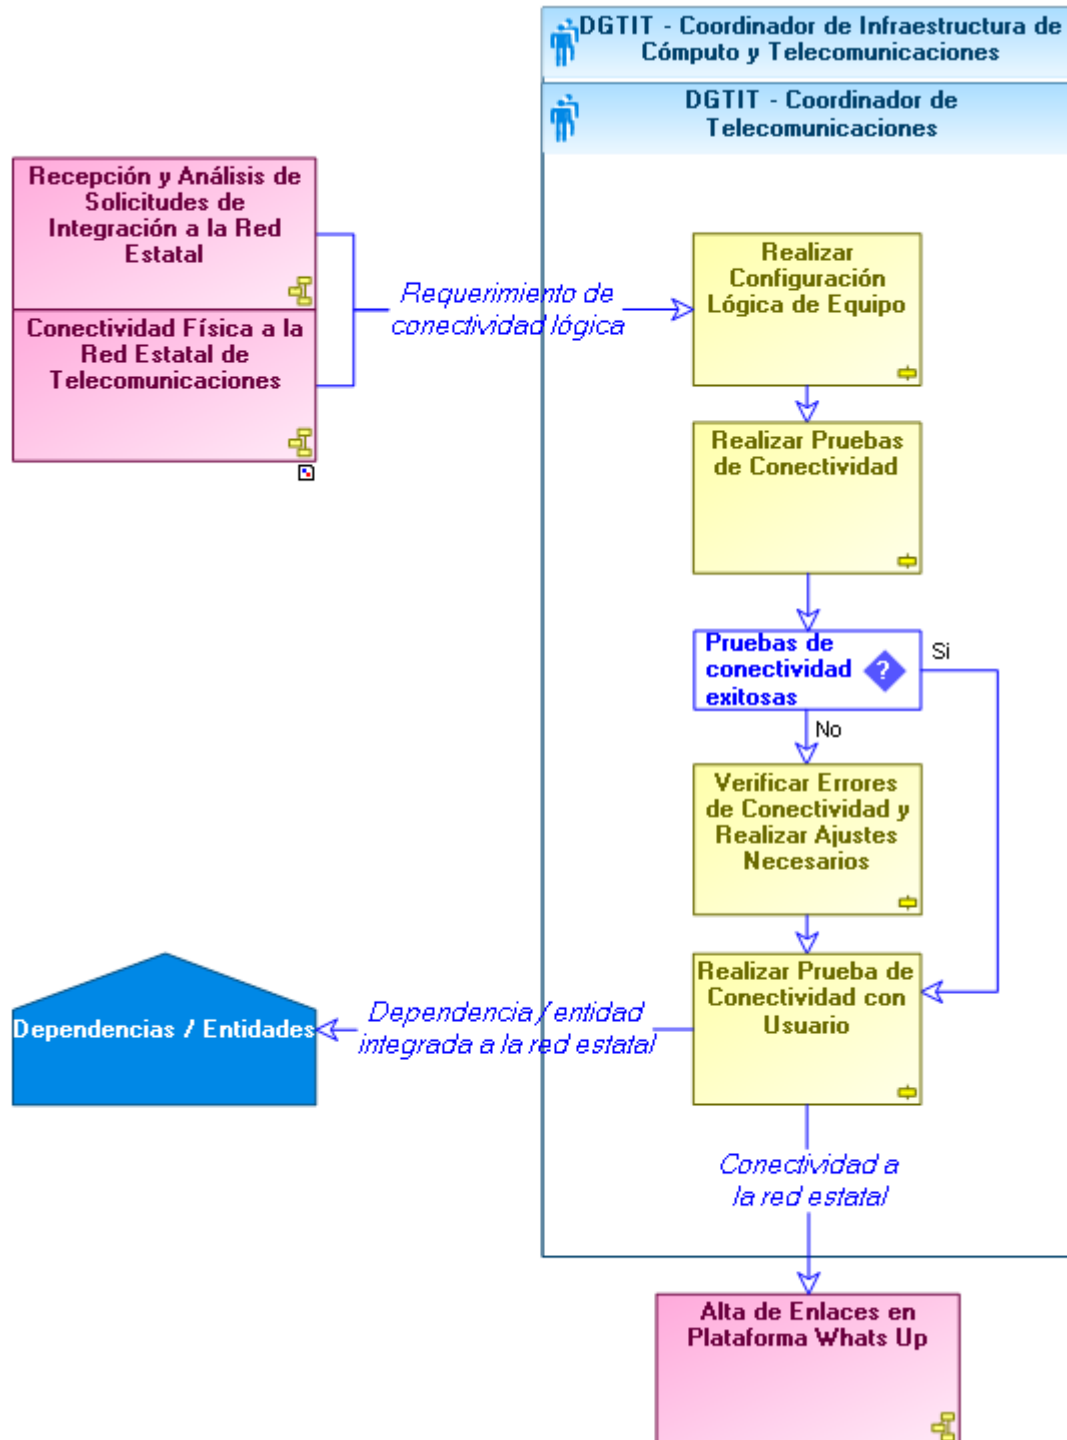 DGTIT - Coordinador de Infraestructura de
Cómputo y Telecomunicaciones
DGTIT - Coordinador de
Telecomunicaciones
Recepción y Análisis de
Solicitudes de
Integración a la Red
Estatal
Conectividad Física a la
Red Estatal de
Telecomunicaciones
Requerimiento de
conectividad lógica
Realizar
Configuración
Lógica de Equipo
Realizar Pruebas
de Conectividad
Pruebas de
conectividad
exitosas
?
Si
No
Verificar Errores
de Conectividad y
Realizar Ajustes
Necesarios
Realizar Prueba de
Conectividad con
Usuario
Dependencia / entidad
integrada a la red estatal
Dependencias / Entidades
Conectividad a
la red estatal
Alta de Enlaces en
Plataforma Whats Up